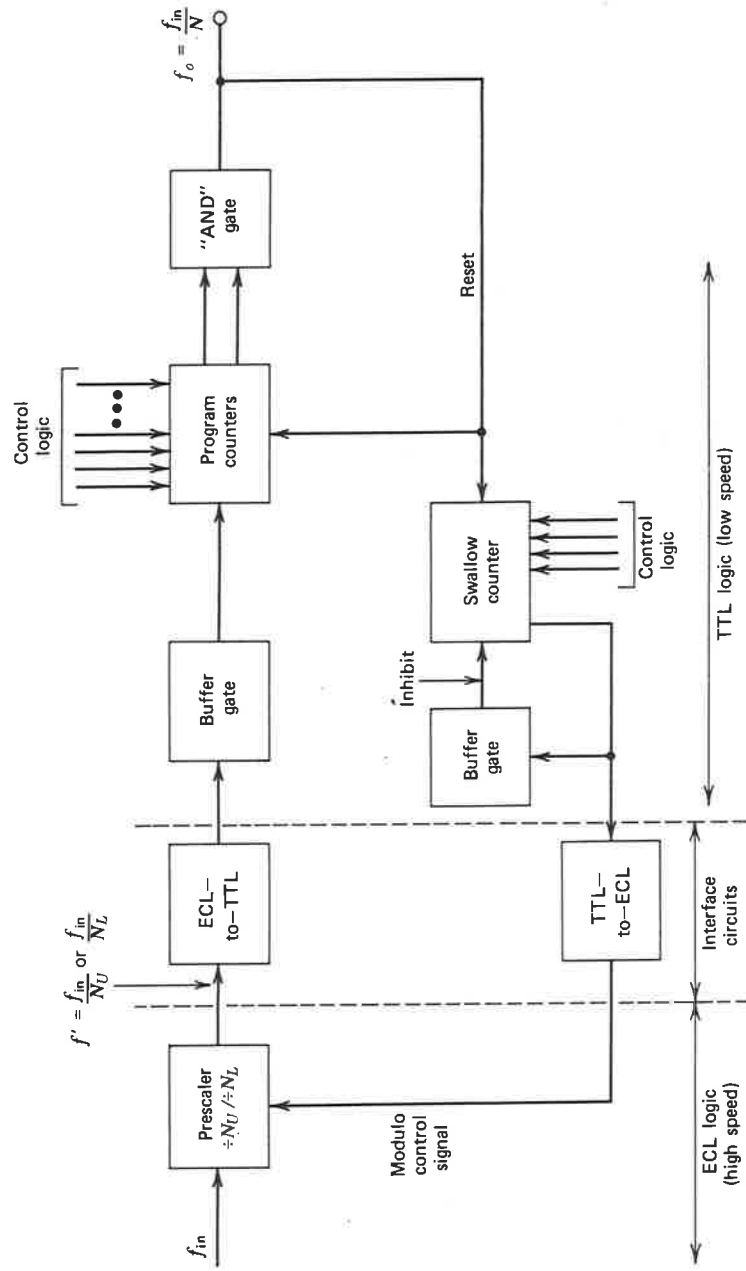 f_in
Prescaler
÷N_U/÷N_L
f' = f_in/N_U or f_in/N_L
ECL–
to–TTL
Buffer
gate
Control
logic
Program
counters
"AND"
gate
f_o = f_in/N
Reset
Modulo
control
signal
TTL–
to–ECL
Buffer
gate
Inhibit
Swallow
counter
Control
logic
ECL logic
(high speed)
Interface
circuits
TTL logic (low speed)